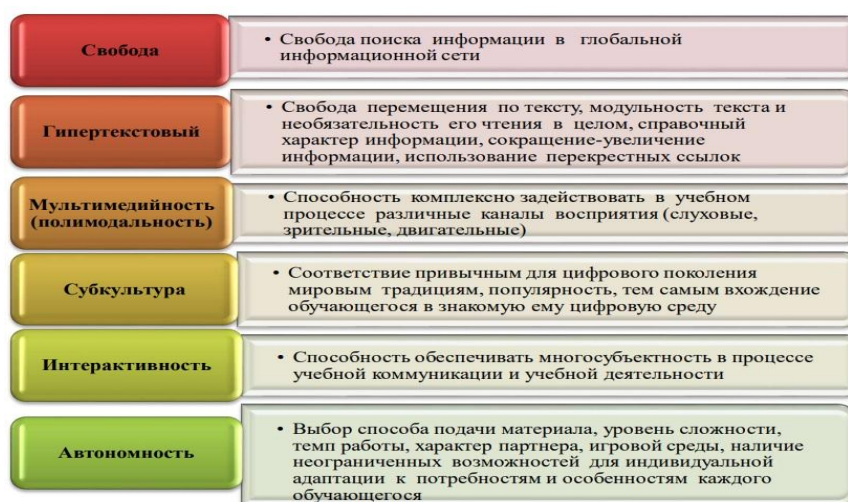 Свобода
• Свобода поиска информации в глобальной
информационной сети
Гипертекстовый
• Свобода перемещения по тексту, модульность текста и
необязательность его чтения в целом, справочный
характер информации, сокращение-увеличение
информации, использование перекрестных ссылок
Мультимедийность
(полимодальность)
• Способность комплексно задействовать в учебном
процессе различные каналы восприятия (слуховые,
зрительные, двигательные)
Субкультура
• Соответствие привычным для цифрового поколения
мировым традициям, популярность, тем самым вхождение
обучающегося в знакомую ему цифровую среду
Интерактивность
• Способность обеспечивать многосубъектность в процессе
учебной коммуникации и учебной деятельности
Автономность
• Выбор способа подачи материала, уровень сложности,
темп работы, характер партнера, игровой среды, наличие
неограниченных возможностей для индивидуальной
адаптации к потребностям и особенностям каждого
обучающегося